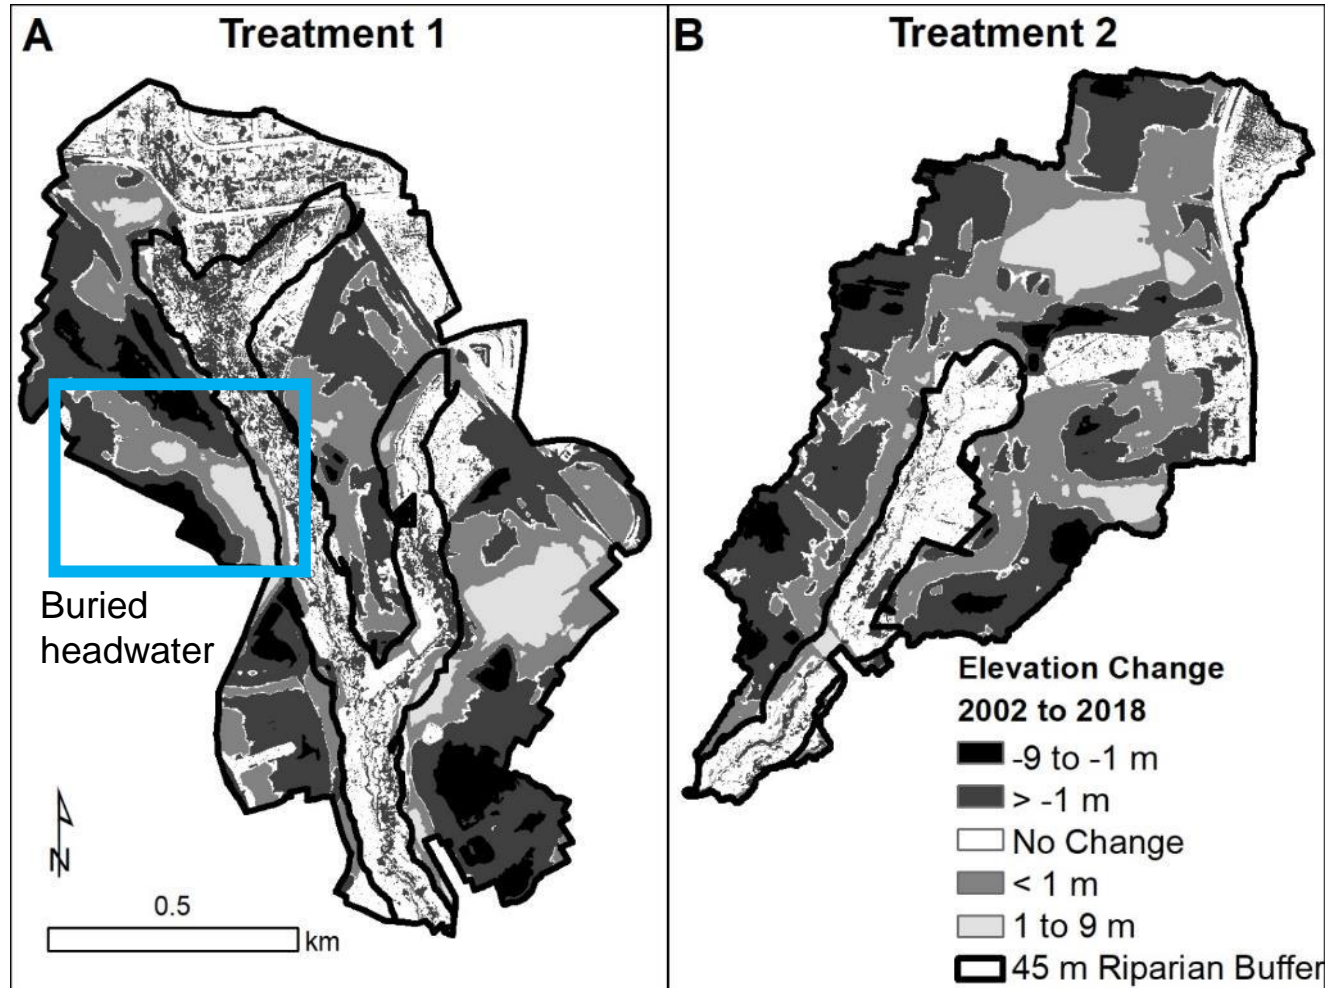 A Treatment 1
B Treatment 2
Buried
headwater
N
0.5
km
Elevation Change
2002 to 2018
-9 to -1 m
> -1 m
No Change
< 1 m
1 to 9 m
45 m Riparian Buffer